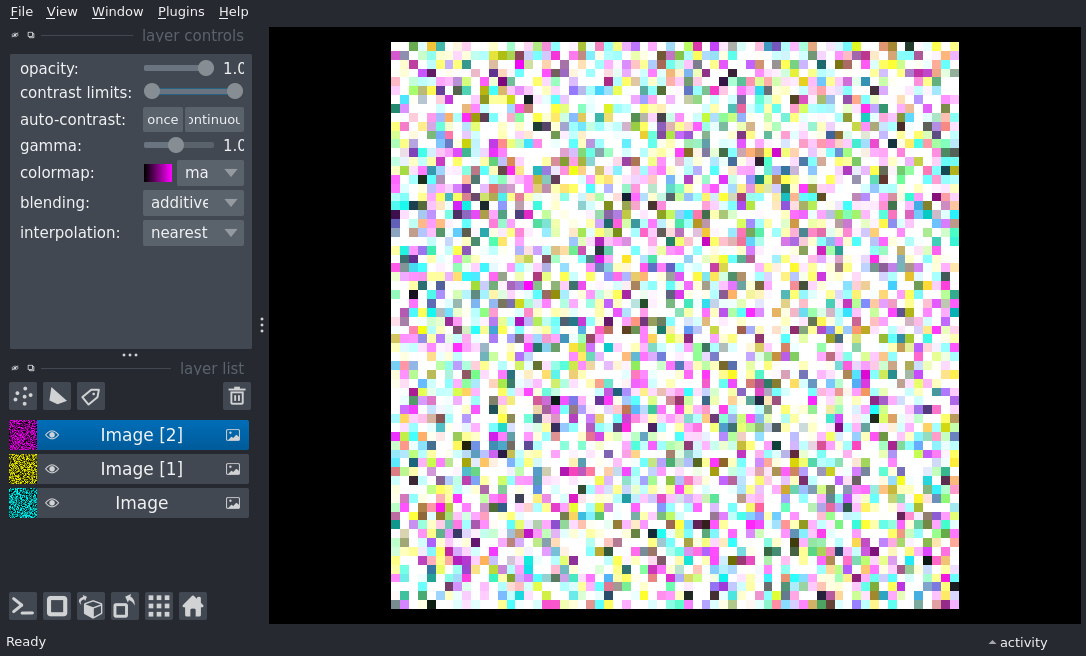 File View Window Plugins Help
layer controls
opacity: 1.0
contrast limits:
auto-contrast: once ontinuou
gamma: 1.0
colormap: ma
blending: additive
interpolation: nearest
layer list
Image [2]
Image [1]
Image
Ready activity